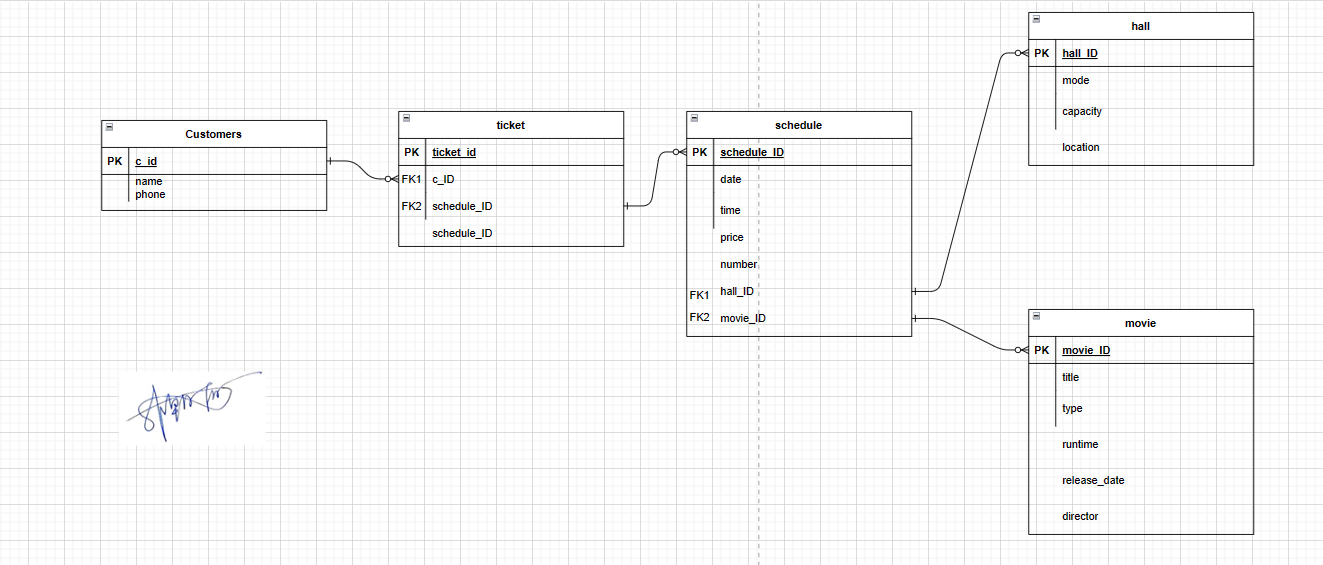 Customers
PK c_id
name
phone
ticket
PK ticket_id
FK1 c_ID
FK2 schedule_ID
schedule_ID
schedule
PK schedule_ID
date
time
price
number
FK1 hall_ID
FK2 movie_ID
hall
PK hall_ID
mode
capacity
location
movie
PK movie_ID
title
type
runtime
release_date
director